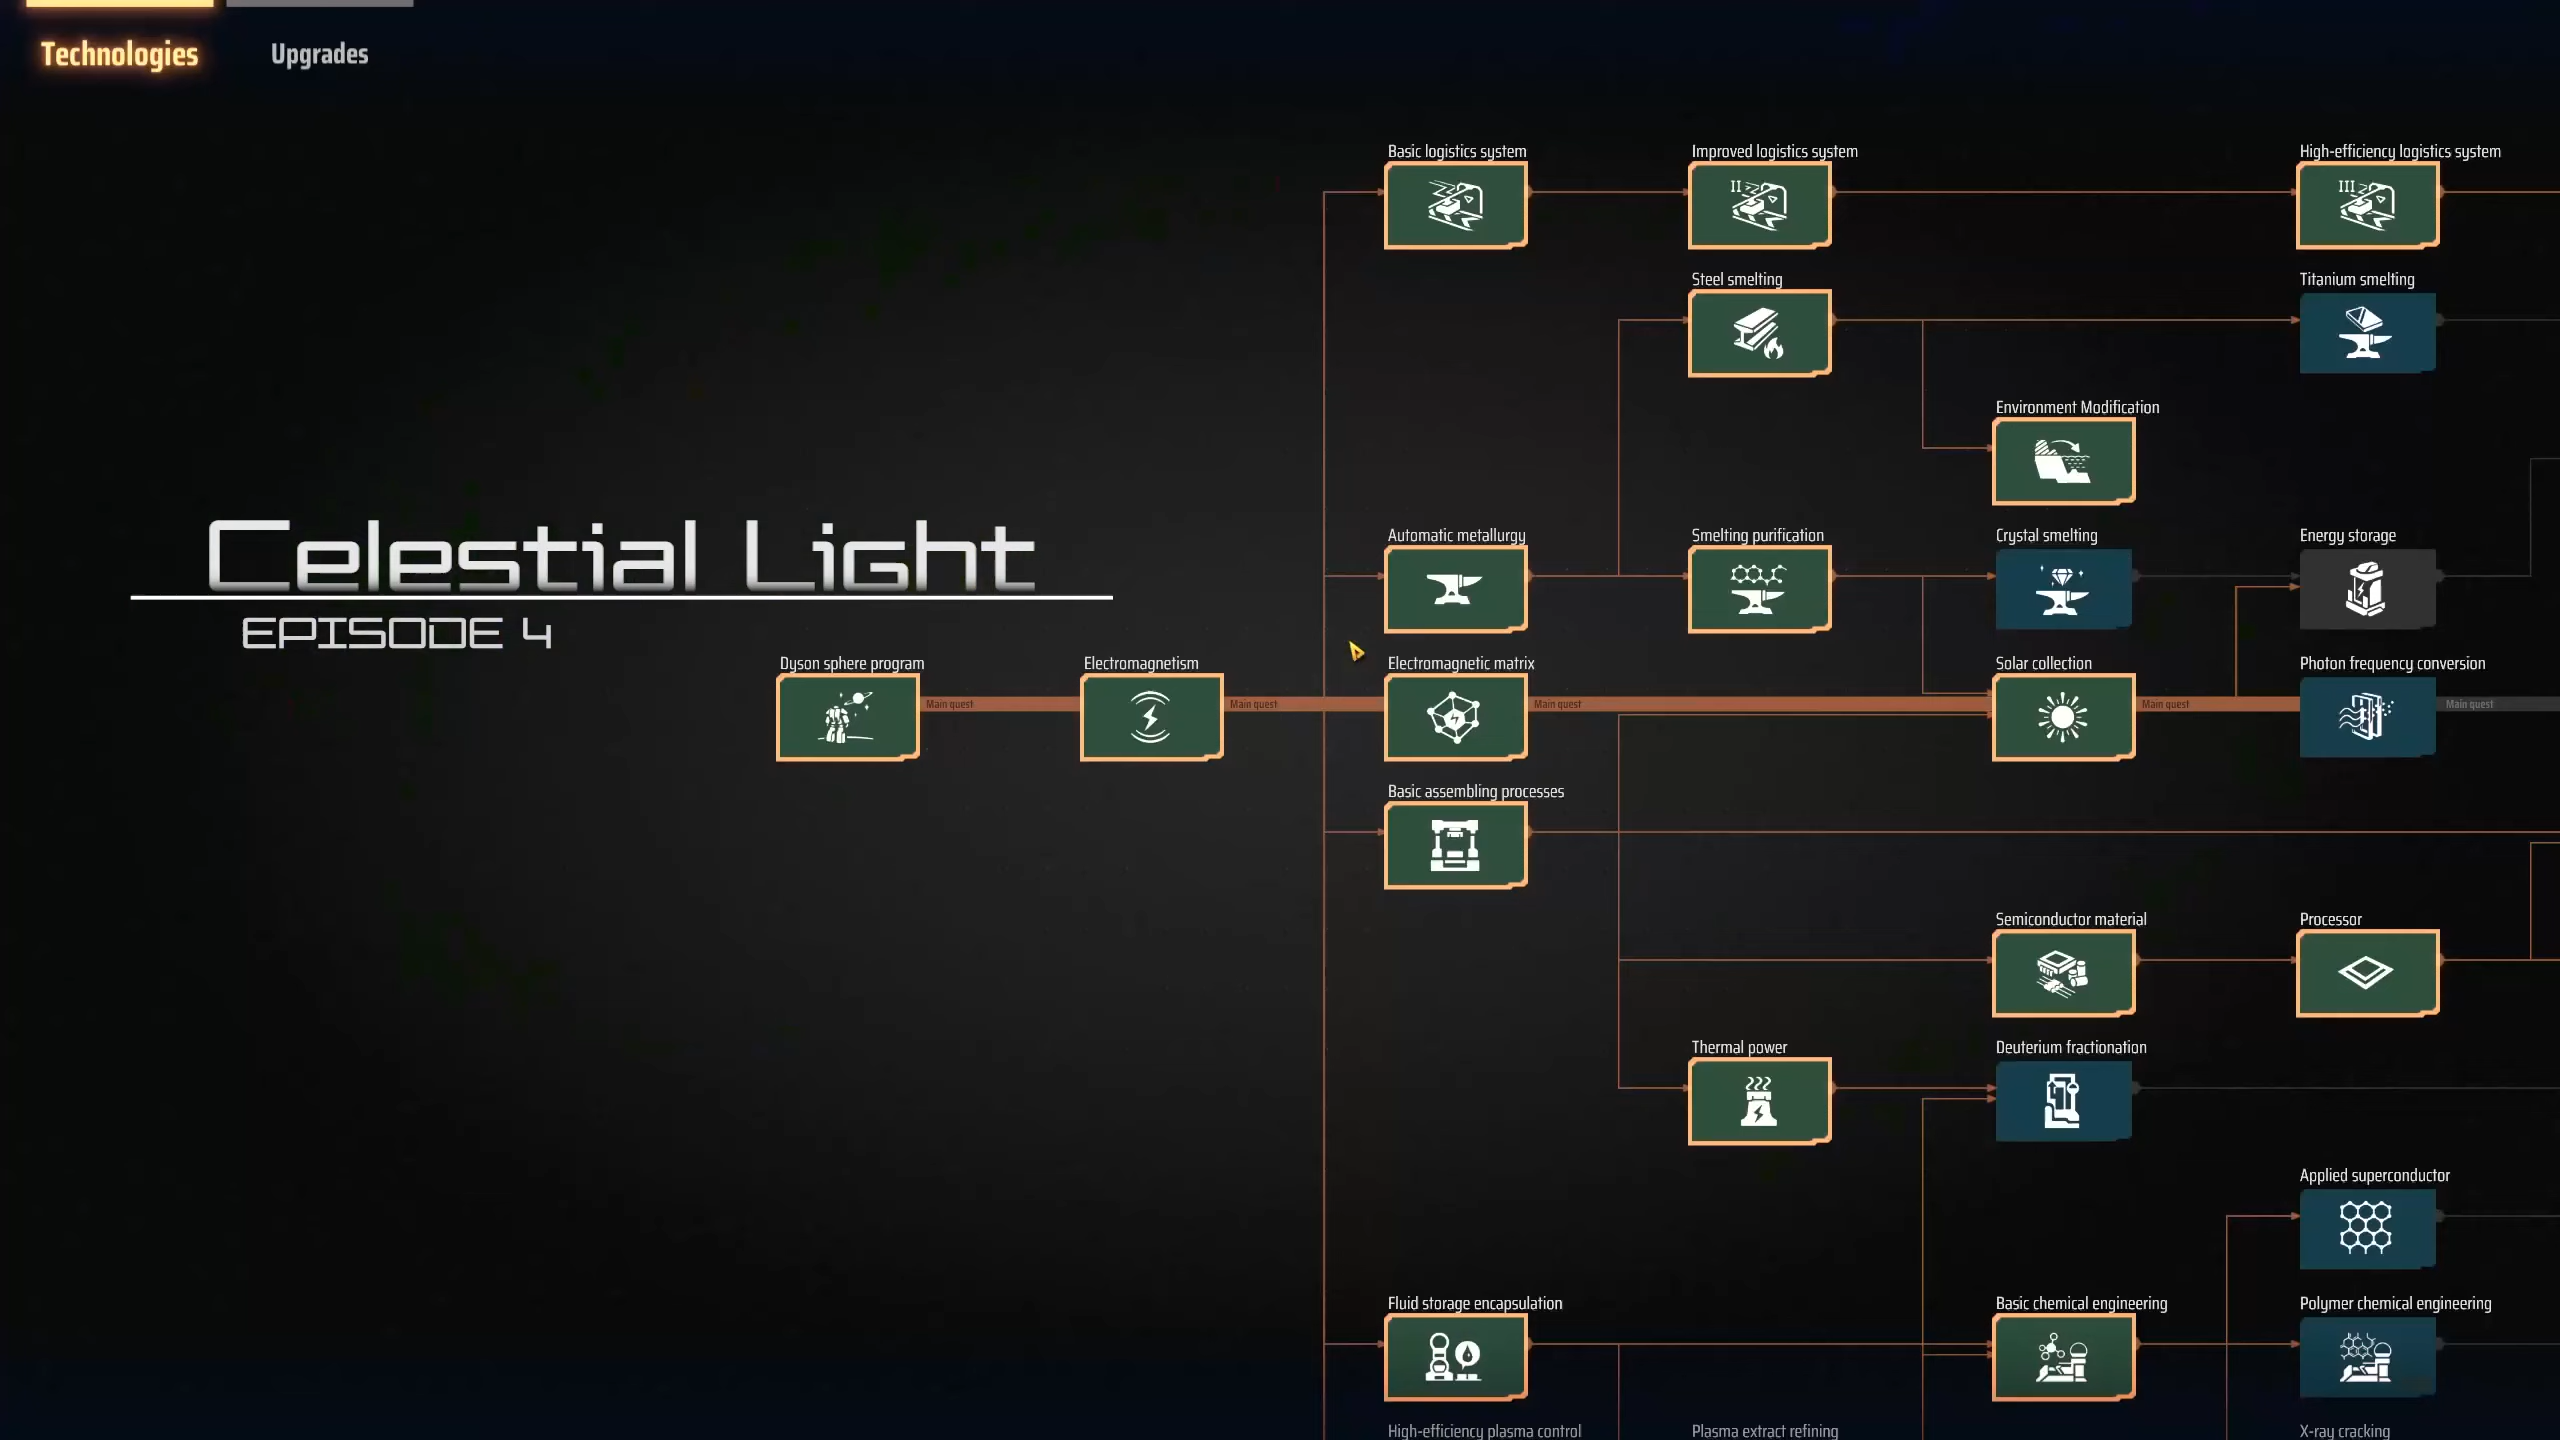 Technologies
Upgrades
Basic logistics system
Improved logistics system
High-efficiency logistics system
II
III
Steel smelting
Titanium smelting
Environment Modification
Celestial Light
EPISODE 4
Automatic metallurgy
Smelting purification
Crystal smelting
Energy storage
Dyson sphere program
Electromagnetism
Electromagnetic matrix
Solar collection
Photon frequency conversion
Main quest
Main quest
Main quest
Main quest
Main quest
Basic assembling processes
Semiconductor material
Processor
Thermal power
Deuterium fractionation
Applied superconductor
Fluid storage encapsulation
Basic chemical engineering
Polymer chemical engineering
High-efficiency plasma control
Plasma extract refining
X-ray cracking